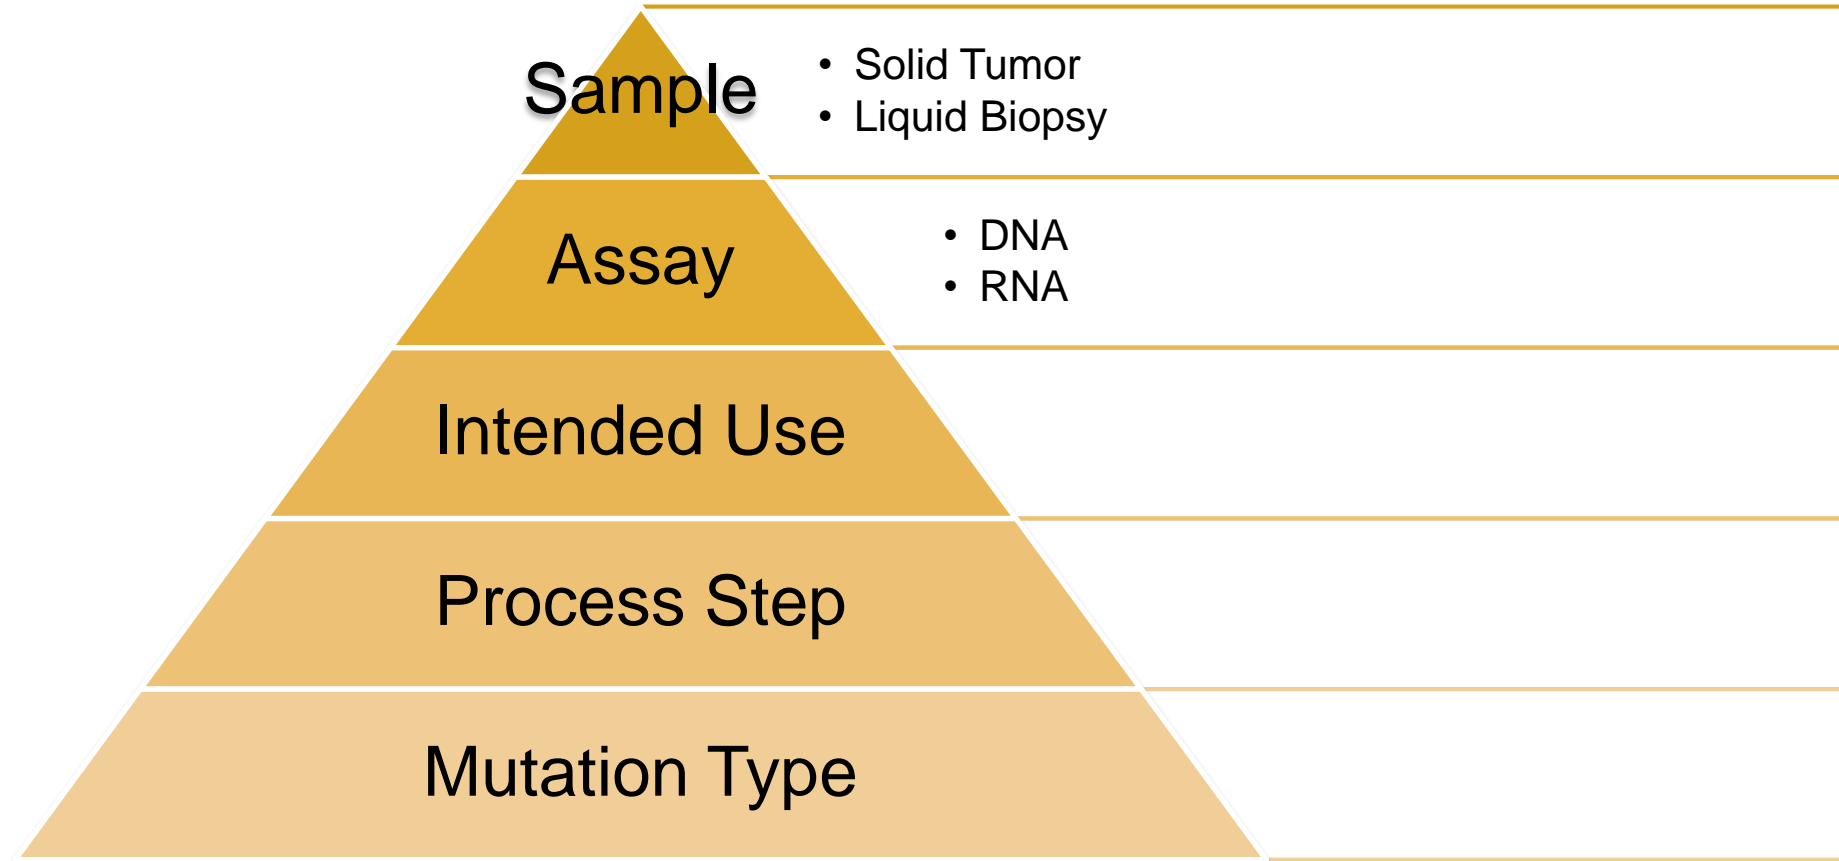 Sample
• Solid Tumor
• Liquid Biopsy
Assay
• DNA
• RNA
Intended Use
Process Step
Mutation Type